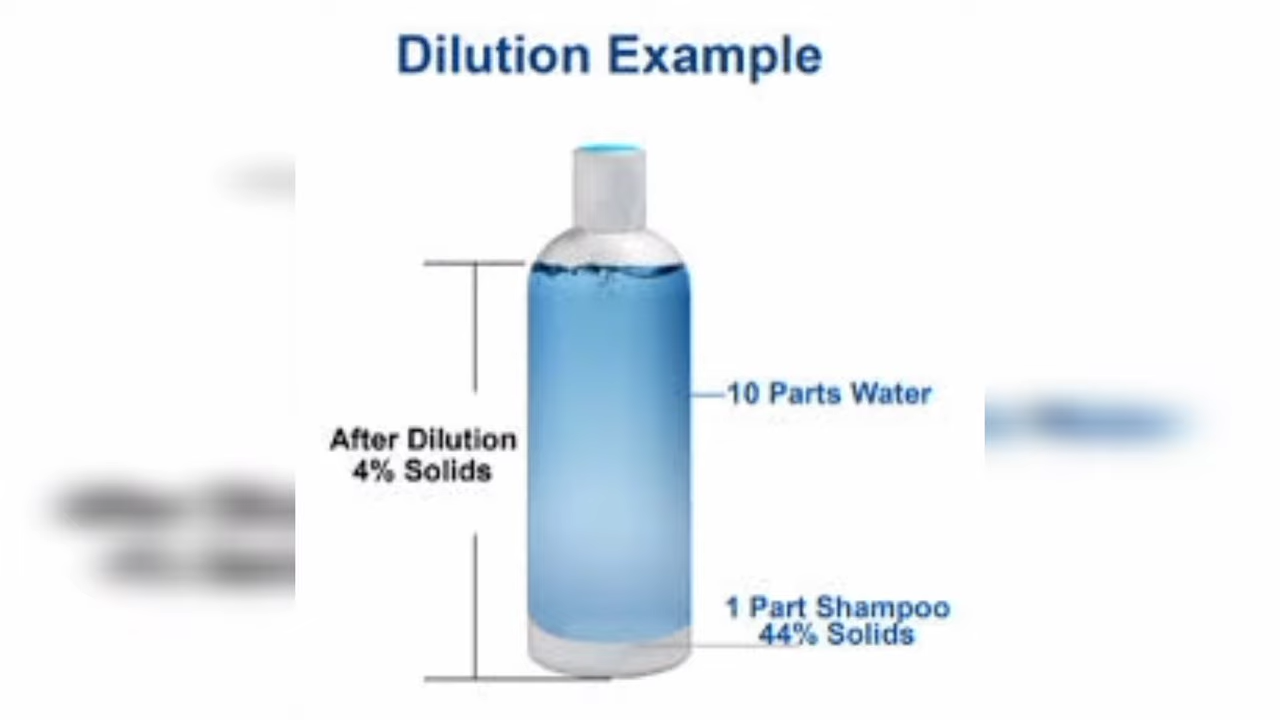 Dilution Example
10 Parts Water
After Dilution
4% Solids
1 Part Shampoo
44% Solids